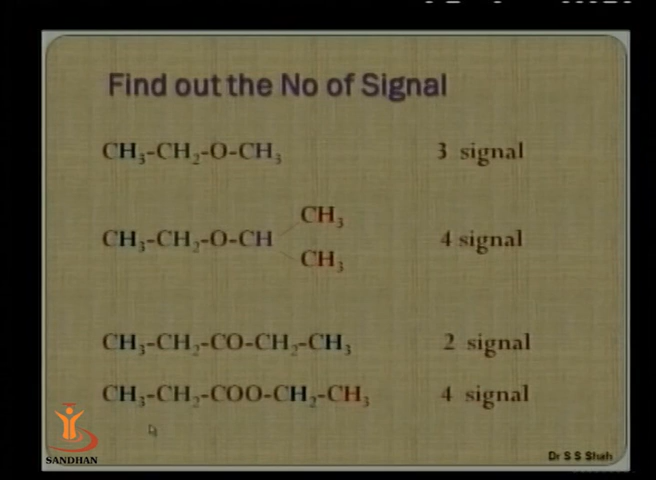 Find out the No of Signal
CH₃-CH₂-O-CH₃ 3 signal
CH₃
CH₃-CH₂-O-CH 4 signal
CH₃
CH₃-CH₂-CO-CH₂-CH₃ 2 signal
CH₃-CH₂-COO-CH₂-CH₃ 4 signal
SANDHAN
Dr S S Shah